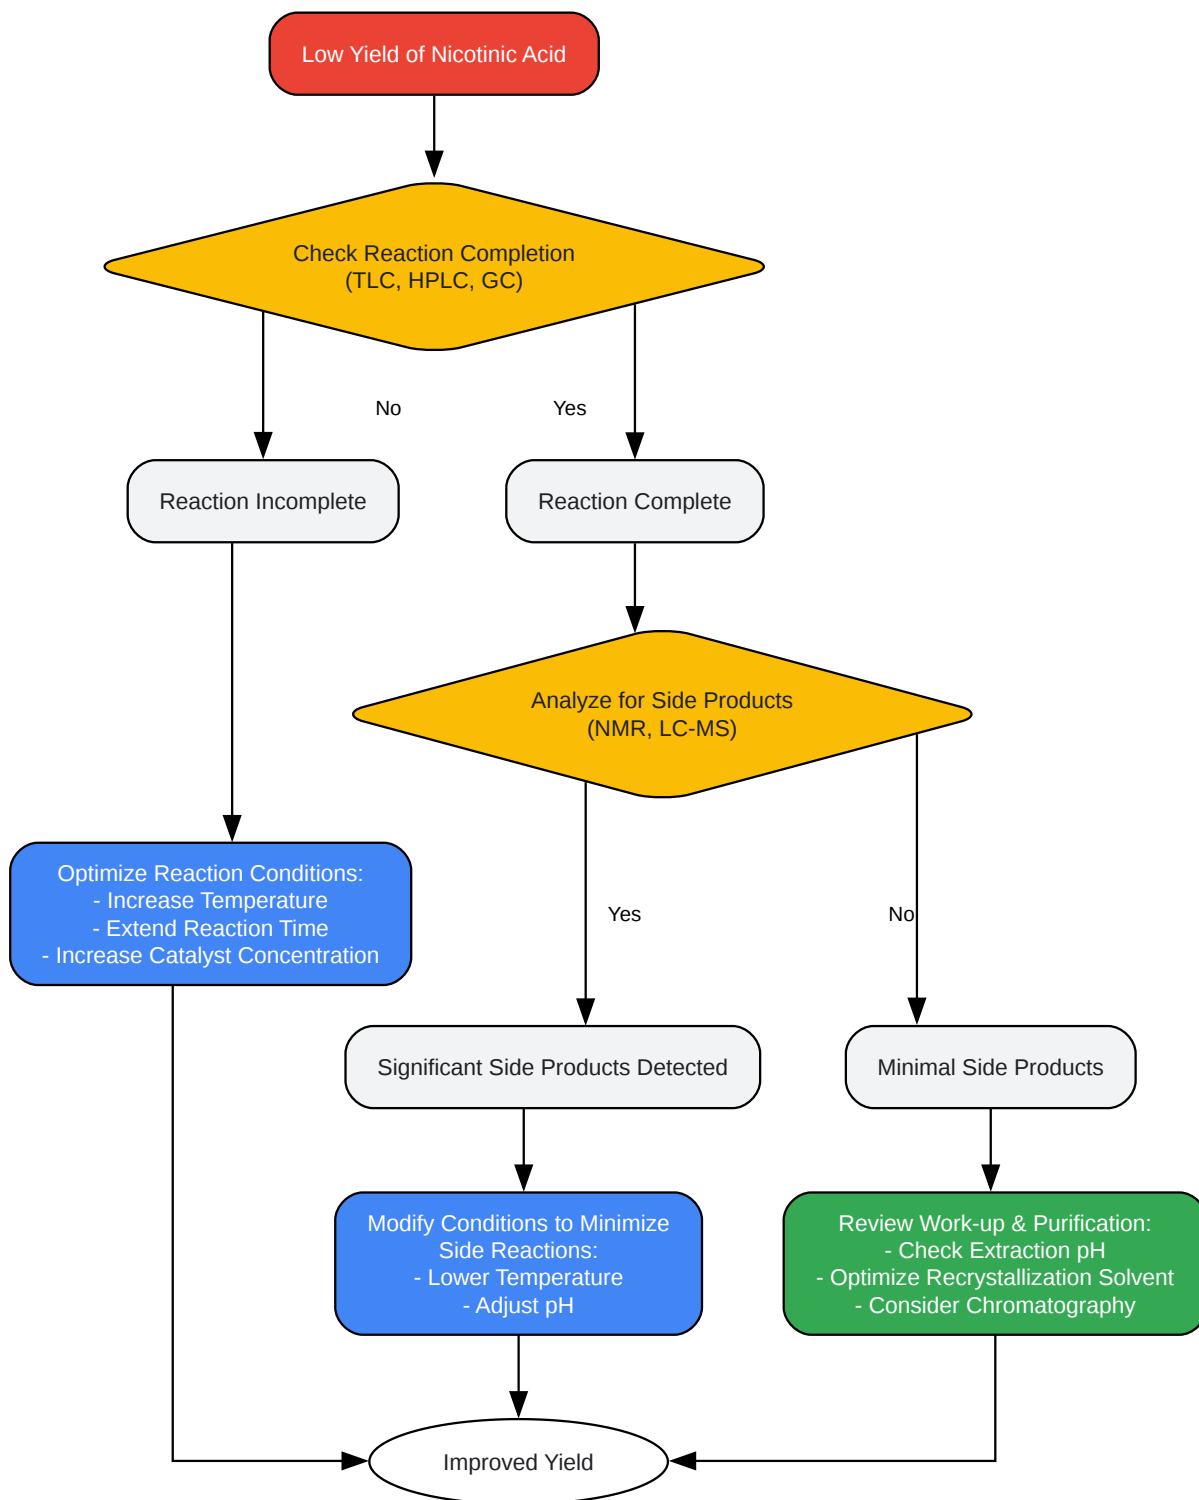 Low Yield of Nicotinic Acid
Check Reaction Completion
(TLC, HPLC, GC)
No
Yes
Reaction Incomplete
Reaction Complete
Analyze for Side Products
(NMR, LC-MS)
Optimize Reaction Conditions:
- Increase Temperature
- Extend Reaction Time
- Increase Catalyst Concentration
Yes
No
Significant Side Products Detected
Minimal Side Products
Modify Conditions to Minimize
Side Reactions:
- Lower Temperature
- Adjust pH
Review Work-up & Purification:
- Check Extraction pH
- Optimize Recrystallization Solvent
- Consider Chromatography
Improved Yield